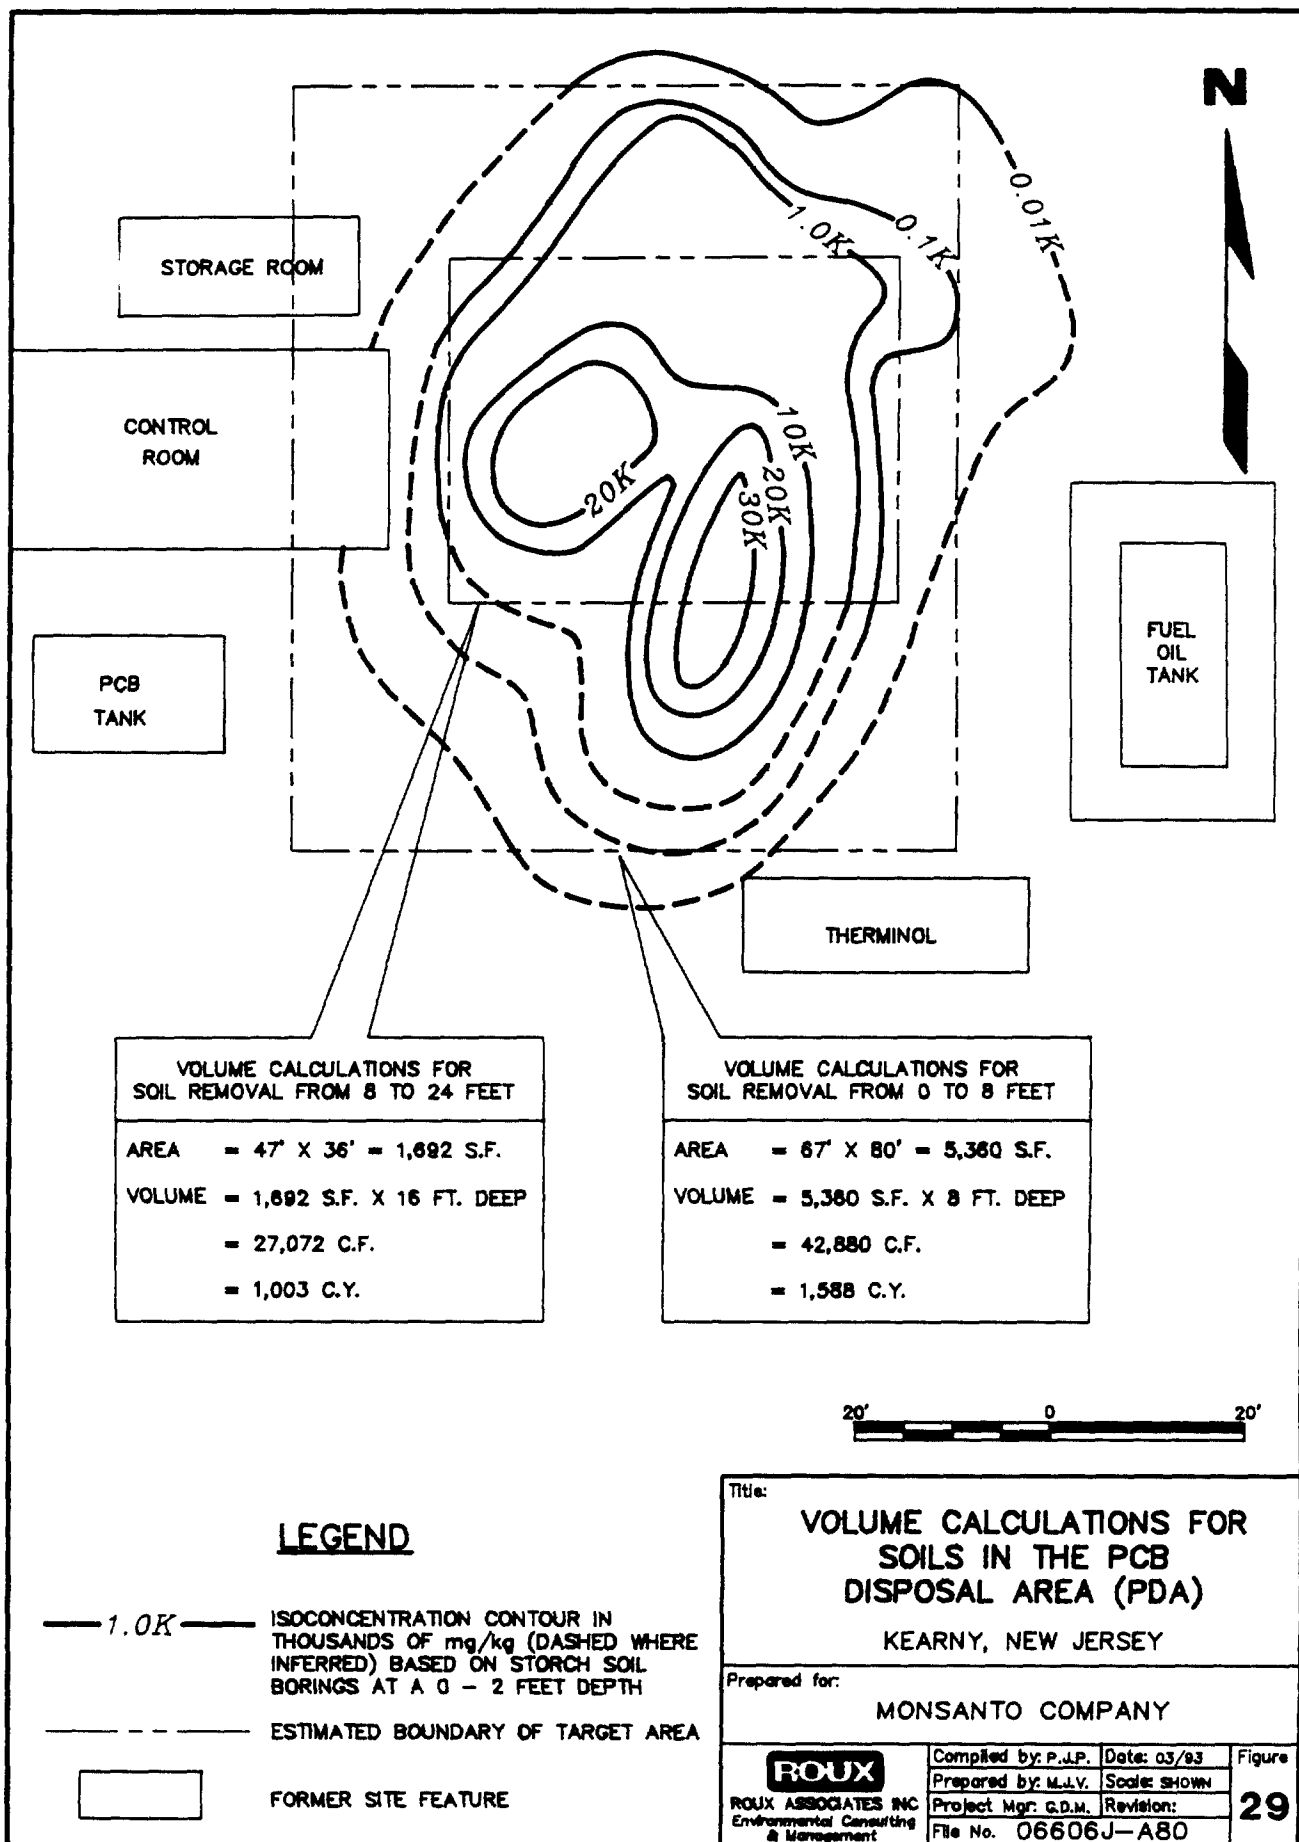 N
0.01K
0.1K
1.0K
STORAGE ROOM
CONTROL
ROOM
10K
20K
20K
30K
FUEL
OIL
TANK
PCB
TANK
THERMINOL
VOLUME CALCULATIONS FOR
SOIL REMOVAL FROM 8 TO 24 FEET
AREA = 47' X 36' = 1,692 S.F.
VOLUME = 1,692 S.F. X 16 FT. DEEP
= 27,072 C.F.
= 1,003 C.Y.
VOLUME CALCULATIONS FOR
SOIL REMOVAL FROM 0 TO 8 FEET
AREA = 67' X 80' = 5,360 S.F.
VOLUME = 5,360 S.F. X 8 FT. DEEP
= 42,880 C.F.
= 1,588 C.Y.
20' 0 20'
LEGEND
1.0K
ISOCONCENTRATION CONTOUR IN
THOUSANDS OF mg/kg (DASHED WHERE
INFERRED) BASED ON STORCH SOIL
BORINGS AT A 0 – 2 FEET DEPTH
ESTIMATED BOUNDARY OF TARGET AREA
FORMER SITE FEATURE
Title:
VOLUME CALCULATIONS FOR
SOILS IN THE PCB
DISPOSAL AREA (PDA)
KEARNY, NEW JERSEY
Prepared for:
MONSANTO COMPANY
ROUX
ROUX ASSOCIATES INC
Environmental Consulting
& Management
Compiled by: P.J.P. Date: 03/93
Prepared by: M.J.V. Scale: SHOWN
Project Mgr: G.D.M. Revision:
File No. 06606J–A80
Figure
29